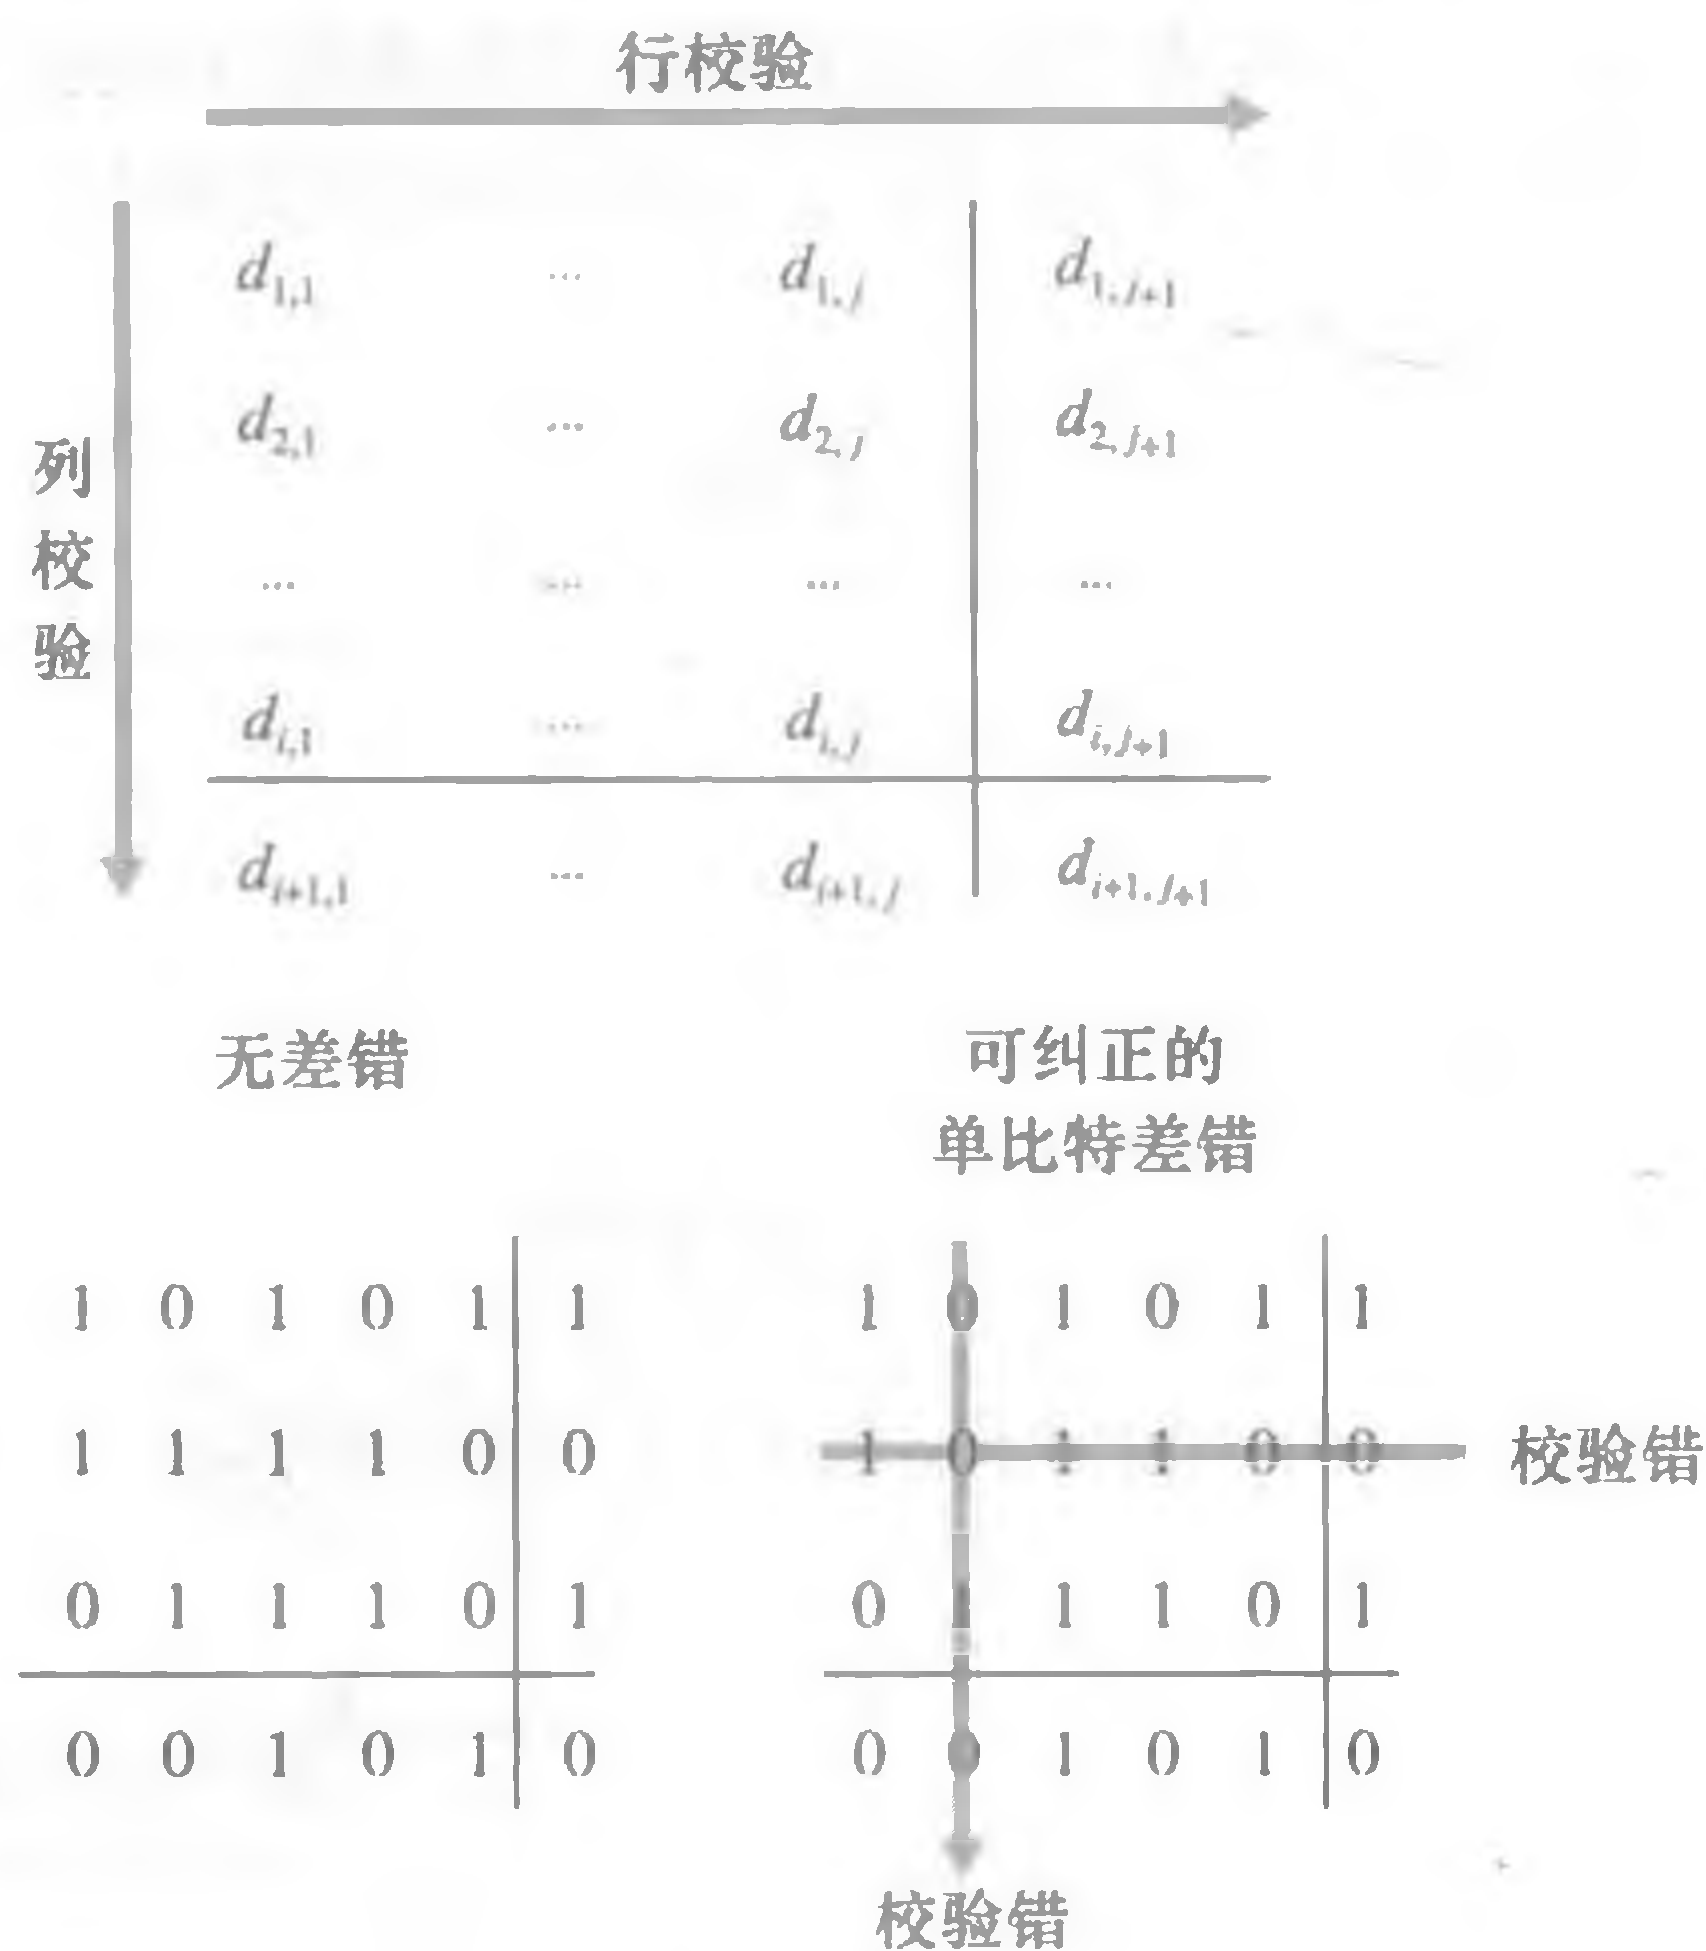 行校验
列校验
d1,1 ... d1,j d1,j+1
d2,1 ... d2,j d2,j+1
... ... ... ...
di,1 ... di,j di,j+1
di+1,1 ... di+1,j di+1,j+1
无差错
1 0 1 0 1 1
1 1 1 1 0 0
0 1 1 1 0 1
0 0 1 0 1 0
可纠正的
单比特差错
1 0 1 0 1 1
1 0 1 1 0 0 校验错
0 1 1 1 0 1
0 0 1 0 1 0
校验错